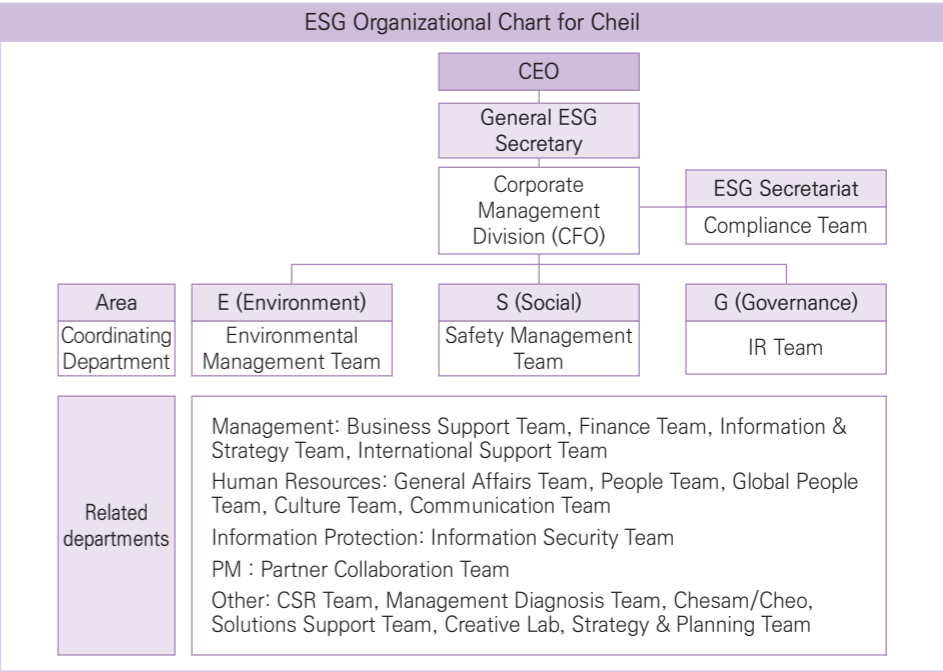 ESG Organizational Chart for Cheil
CEO
General ESG
Secretary
Corporate
Management
Division (CFO)
ESG Secretariat
Compliance Team
Area
Coordinating
Department
E (Environment)
Environmental
Management Team
S (Social)
Safety Management
Team
G (Governance)
IR Team
Related
departments
Management: Business Support Team, Finance Team, Information &
Strategy Team, International Support Team
Human Resources: General Affairs Team, People Team, Global People
Team, Culture Team, Communication Team
Information Protection: Information Security Team
PM : Partner Collaboration Team
Other: CSR Team, Management Diagnosis Team, Chesam/Cheo,
Solutions Support Team, Creative Lab, Strategy & Planning Team